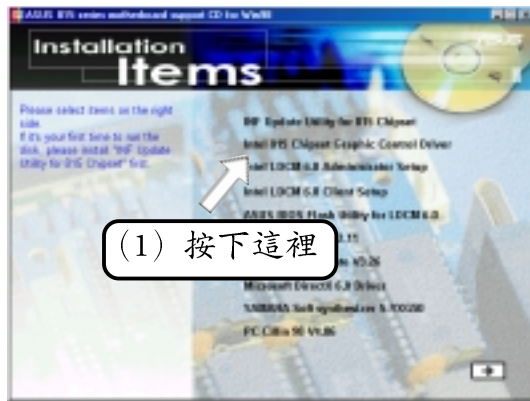 ASUS 815 series motherboard support CD for Win98
Installation
Items
Please select items on the right
side.
If it's your first time to run the
disk, please install "INF Update
Utility for 815 Chipset" first.
INF Update Utility for 815 Chipset
Intel 815 Chipset Graphic Control Driver
Intel LDCM 6.0 Administrator Setup
Intel LDCM 6.0 Client Setup
ASUS BIOS Flash Utility for LDCM 6.0
(1) 按下這裡
Microsoft DirectX 6.0 Driver
YAMAHA Soft synthesizer S-YXG50
PC-Cillin 98